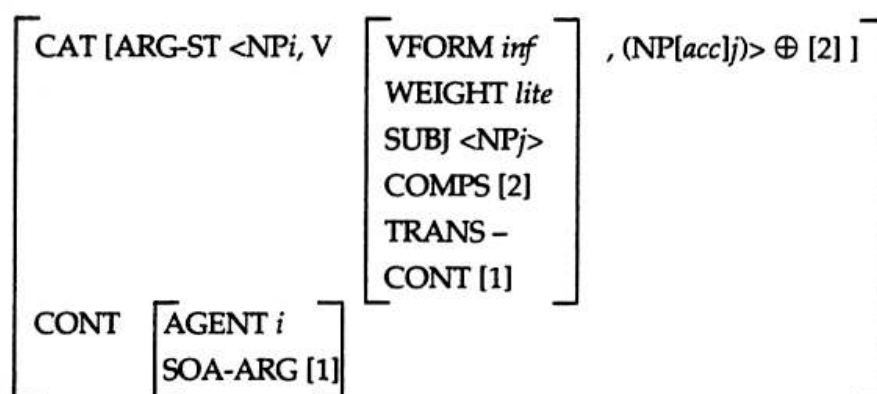 CAT [ARG-ST <NPi, V [ VFORM inf ] , (NP[acc]j)> ⊕ [2] ]
WEIGHT lite
SUBJ <NPj>
COMPS [2]
TRANS –
CONT [1]
CONT [ AGENT i
SOA-ARG [1] ]